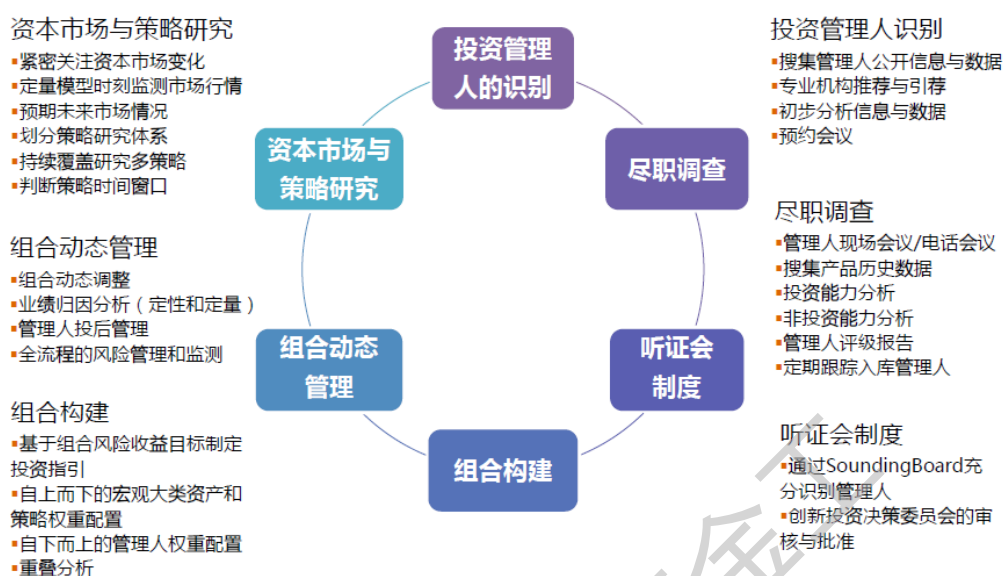 资本市场与策略研究
▪紧密关注资本市场变化
▪定量模型时刻监测市场行情
▪预期未来市场情况
▪划分策略研究体系
▪持续覆盖研究多策略
▪判断策略时间窗口
组合动态管理
▪组合动态调整
▪业绩归因分析（定性和定量）
▪管理人投后管理
▪全流程的风险管理和监测
组合构建
▪基于组合风险收益目标制定
投资指引
▪自上而下的宏观大类资产和
策略权重配置
▪自下而上的管理人权重配置
▪重叠分析
投资管理
人的识别
资本市场与
策略研究
尽职调查
组合动态
管理
听证会
制度
组合构建
投资管理人识别
▪搜集管理人公开信息与数据
▪专业机构推荐与引荐
▪初步分析信息与数据
▪预约会议
尽职调查
▪管理人现场会议/电话会议
▪搜集产品历史数据
▪投资能力分析
▪非投资能力分析
▪管理人评级报告
▪定期跟踪入库管理人
听证会制度
▪通过SoundingBoard充
分识别管理人
▪创新投资决策委员会的审
核与批准
金工